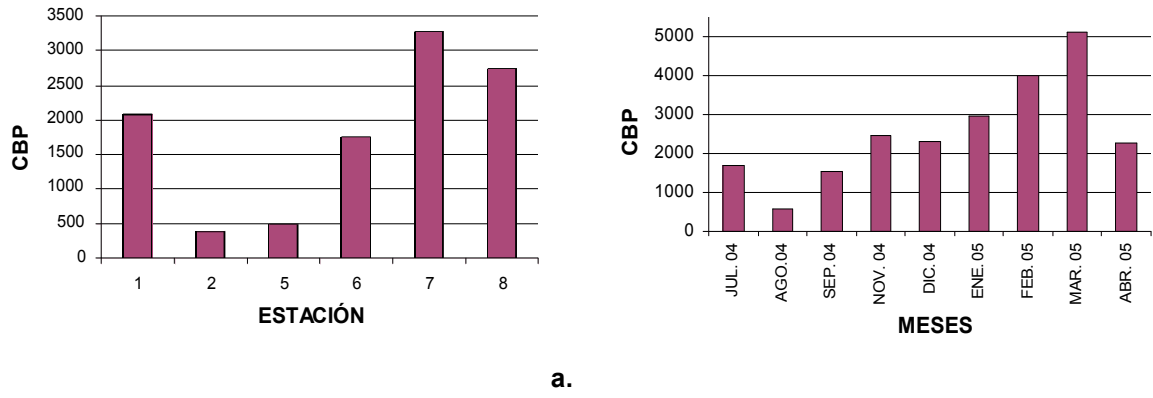 3500
3000
2500
2000
1500
1000
500
0
CBP
1 2 5 6 7 8
ESTACIÓN
5000
4000
3000
2000
1000
0
CBP
JUL. 04 AGO.04 SEP. 04 NOV. 04 DIC. 04 ENE. 05 FEB. 05 MAR. 05 ABR. 05
MESES
a.